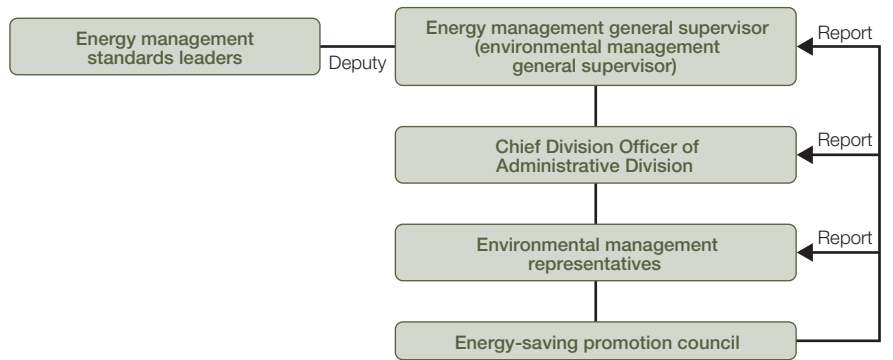 Energy management
standards leaders
Deputy
Energy management general supervisor
(environmental management
general supervisor)
Report
Chief Division Officer of
Administrative Division
Report
Environmental management
representatives
Report
Energy-saving promotion council